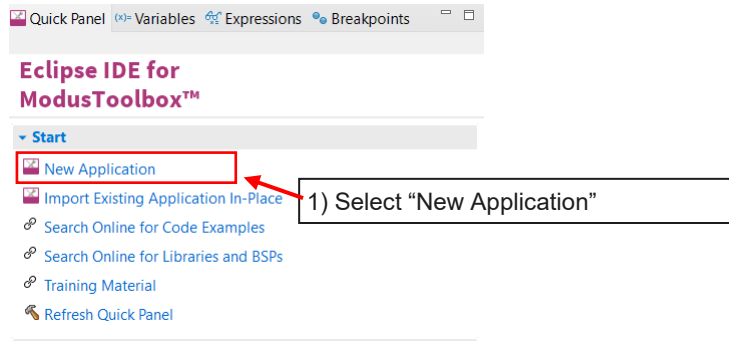 Quick Panel (x)= Variables Expressions Breakpoints
Eclipse IDE for
ModusToolbox™
Start
New Application
Import Existing Application In-Place
1) Select “New Application”
Search Online for Code Examples
Search Online for Libraries and BSPs
Training Material
Refresh Quick Panel